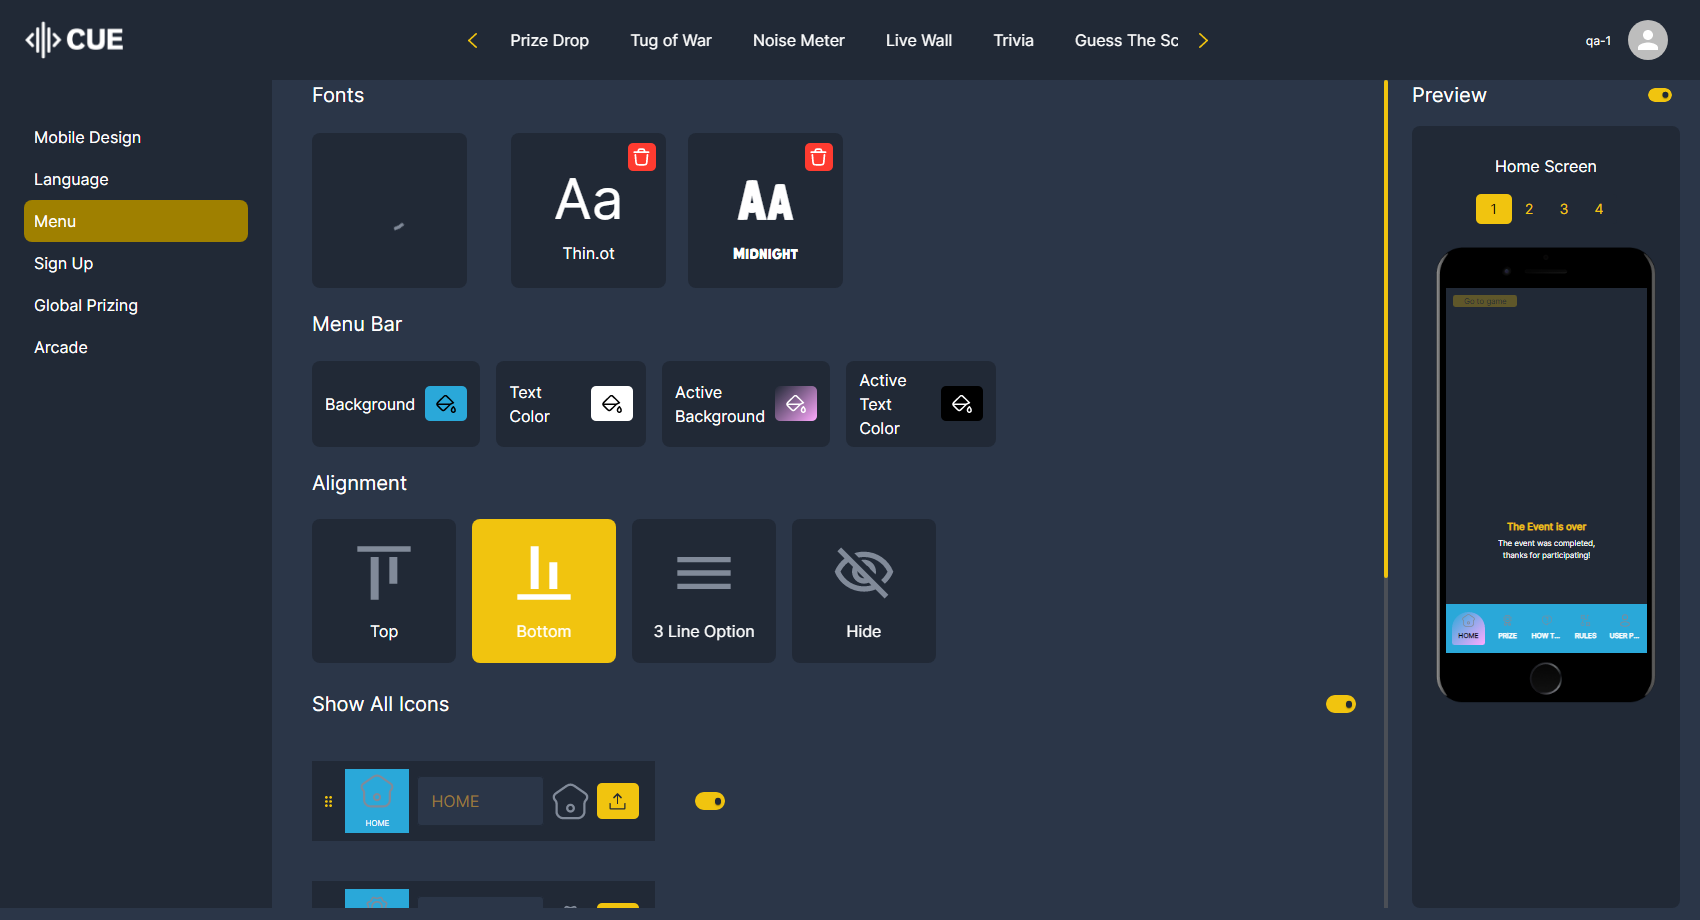 CUE
Prize Drop
Tug of War
Noise Meter
Live Wall
Trivia
Guess The Sc
qa-1
Mobile Design
Language
Menu
Sign Up
Global Prizing
Arcade
Fonts
Aa
Thin.ot
AA
MIDNIGHT
Menu Bar
Background
Text
Color
Active
Background
Active
Text
Color
Alignment
Top
Bottom
3 Line Option
Hide
Show All Icons
HOME
HOME
Preview
Home Screen
1 2 3 4
Go to game
The Event is over
The event was completed,
thanks for participating!
HOME
PRIZE
HOW T...
RULES
USER P...